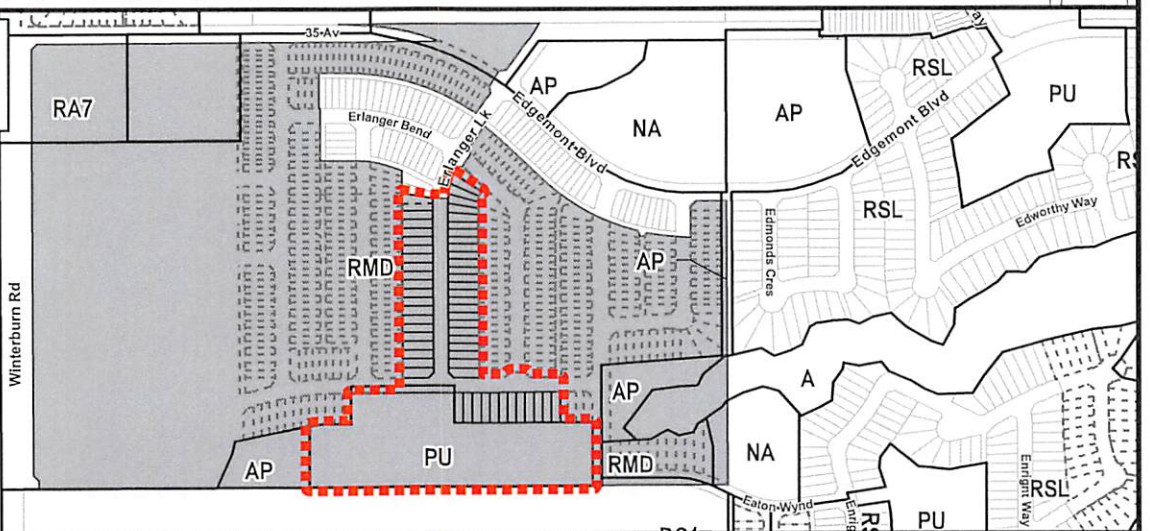 35-Av
RSL
AP
RA7
PU
Edgemont-Blvd
NA
AP
Erlanger Bend
Edgemont Blvd
Erlanger Lk
RSL
Edworthy Way
Edmonds Cres
AP
RMD
Winterburn Rd
A
AP
NA
PU
RMD
AP
RSL
Enright Way
Eaton-Wynd
PU